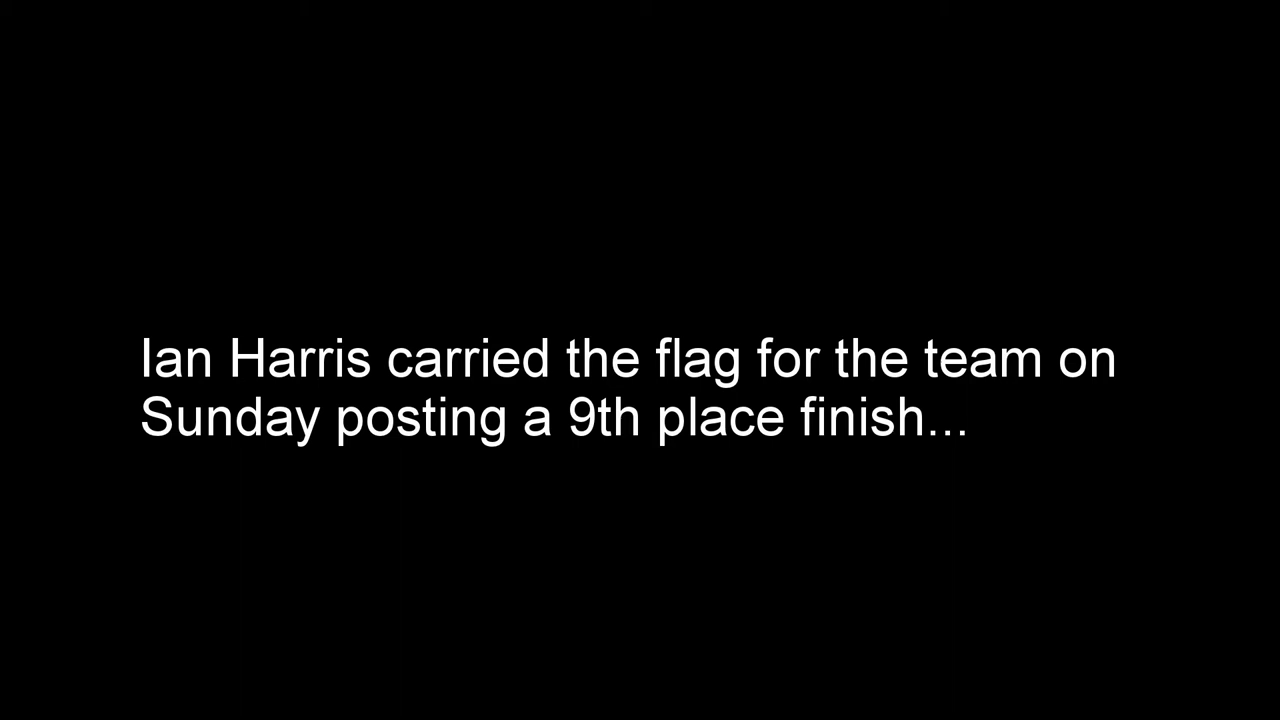 Ian Harris carried the flag for the team on
Sunday posting a 9th place finish...